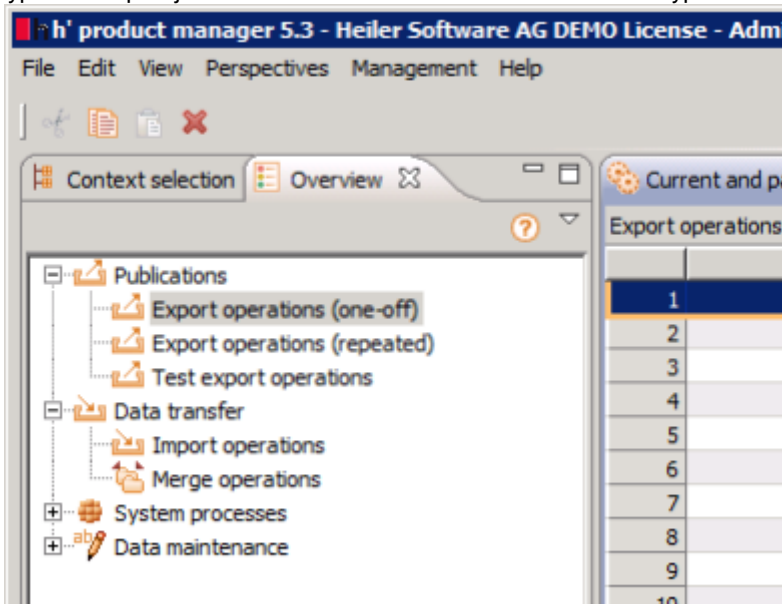 h' product manager 5.3 - Heiler Software AG DEMO License - Adm
File Edit View Perspectives Management Help
Context selection Overview Current and pa
Export operations
Publications
1
Export operations (one-off)
2
Export operations (repeated)
3
Test export operations
4
Data transfer
5
Import operations
6
Merge operations
7
System processes
8
Data maintenance
9
10